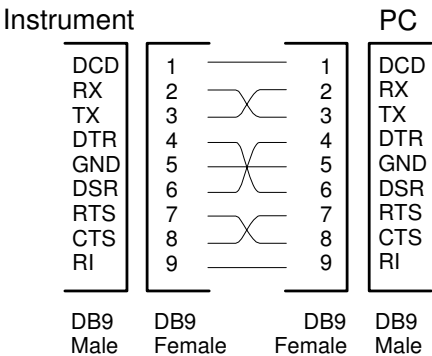 Instrument PC
DCD 1 1 DCD
RX 2 2 RX
TX 3 3 TX
DTR 4 4 DTR
GND 5 5 GND
DSR 6 6 DSR
RTS 7 7 RTS
CTS 8 8 CTS
RI 9 9 RI
DB9 DB9 DB9 DB9
Male Female Female Male